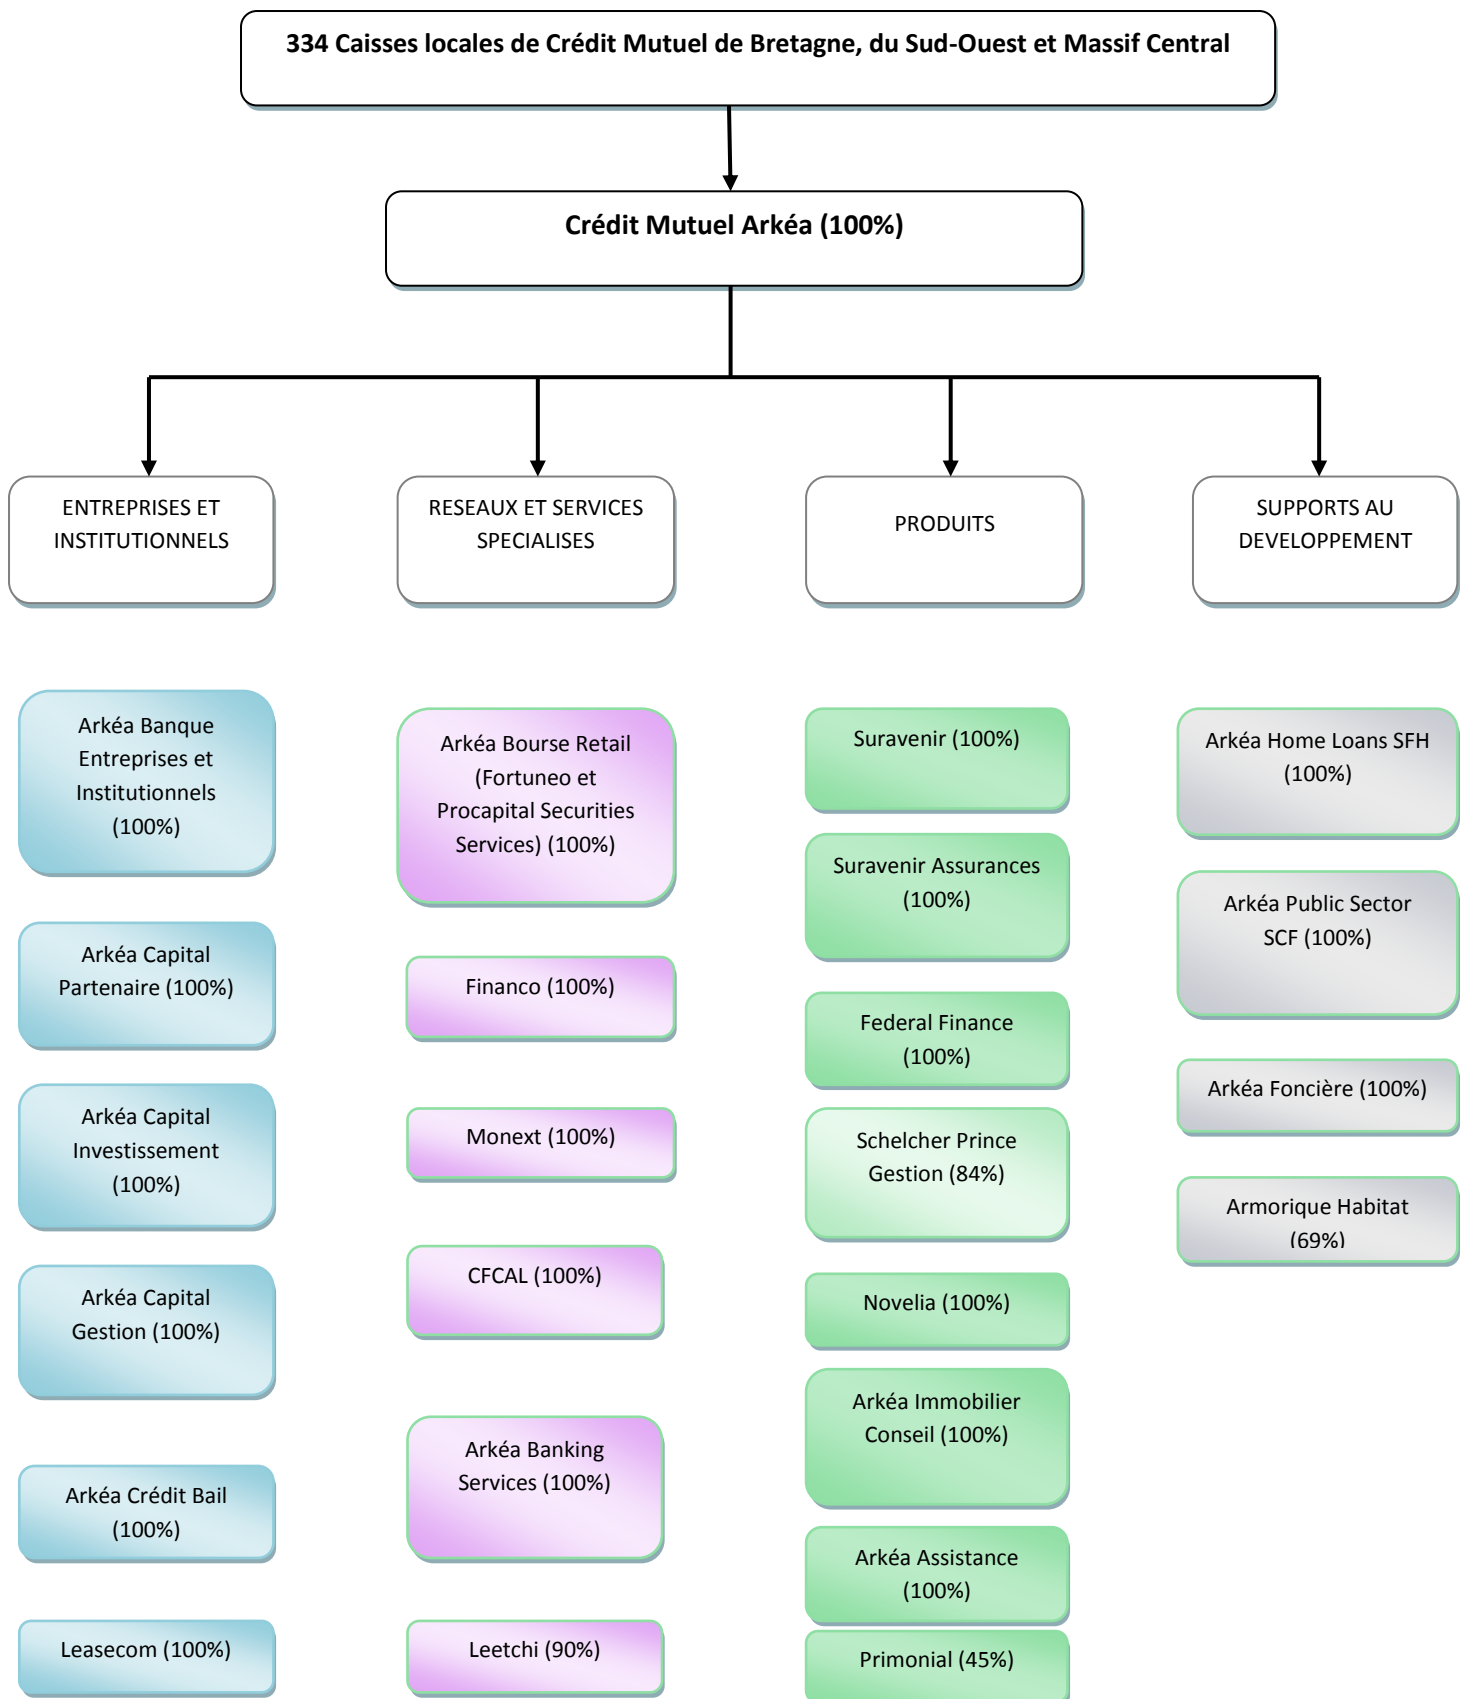 334 Caisses locales de Crédit Mutuel de Bretagne, du Sud-Ouest et Massif Central
Crédit Mutuel Arkéa (100%)
ENTREPRISES ET
INSTITUTIONNELS
RESEAUX ET SERVICES
SPECIALISES
PRODUITS
SUPPORTS AU
DEVELOPPEMENT
Arkéa Banque
Entreprises et
Institutionnels
(100%)
Arkéa Capital
Partenaire (100%)
Arkéa Capital
Investissement
(100%)
Arkéa Capital
Gestion (100%)
Arkéa Crédit Bail
(100%)
Leasecom (100%)
Arkéa Bourse Retail
(Fortuneo et
Procapital Securities
Services) (100%)
Financo (100%)
Monext (100%)
CFCAL (100%)
Arkéa Banking
Services (100%)
Leetchi (90%)
Suravenir (100%)
Suravenir Assurances
(100%)
Federal Finance
(100%)
Schelcher Prince
Gestion (84%)
Novelia (100%)
Arkéa Immobilier
Conseil (100%)
Arkéa Assistance
(100%)
Primonial (45%)
Arkéa Home Loans SFH
(100%)
Arkéa Public Sector
SCF (100%)
Arkéa Foncière (100%)
Armorique Habitat
(69%)